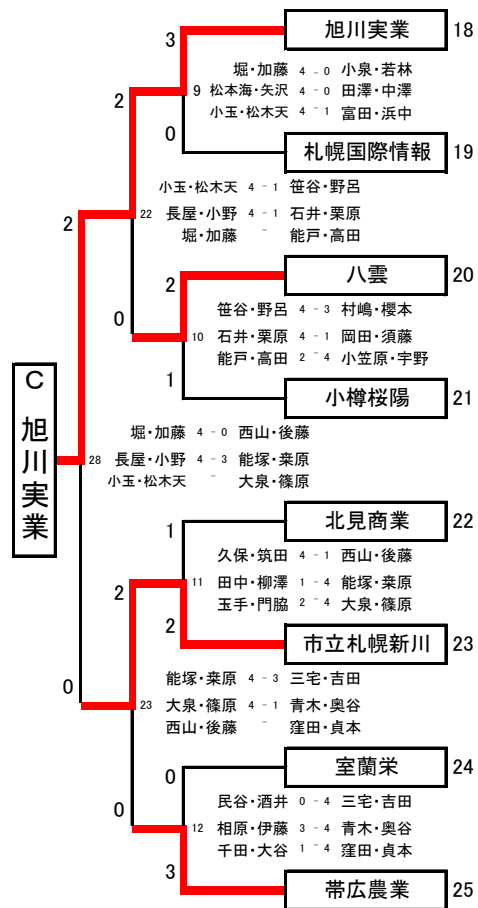 3 旭川実業 18
堀・加藤 4 - 0 小泉・若林
2 9 松本海・矢沢 4 - 0 田澤・中澤
小玉・松木天 4 - 1 富田・浜中
0
札幌国際情報 19
小玉・松木天 4 - 1 笹谷・野呂
2 22 長屋・小野 4 - 1 石井・栗原
堀・加藤 - 能戸・高田
2 八雲 20
笹谷・野呂 4 - 3 村嶋・櫻本
0 10 石井・栗原 4 - 1 岡田・須藤
能戸・高田 2 - 4 小笠原・宇野
1
小樽桜陽 21
C 旭川実業
堀・加藤 4 - 0 西山・後藤
28 長屋・小野 4 - 3 能塚・桒原
小玉・松木天 - 大泉・篠原
1 北見商業 22
久保・筑田 4 - 1 西山・後藤
2 11 田中・柳澤 1 - 4 能塚・桒原
玉手・門脇 2 - 4 大泉・篠原
2
市立札幌新川 23
能塚・桒原 4 - 3 三宅・吉田
0 23 大泉・篠原 4 - 1 青木・奥谷
西山・後藤 - 窪田・貞本
0 室蘭栄 24
民谷・酒井 0 - 4 三宅・吉田
0 12 相原・伊藤 3 - 4 青木・奥谷
千田・大谷 1 - 4 窪田・貞本
3
帯広農業 25